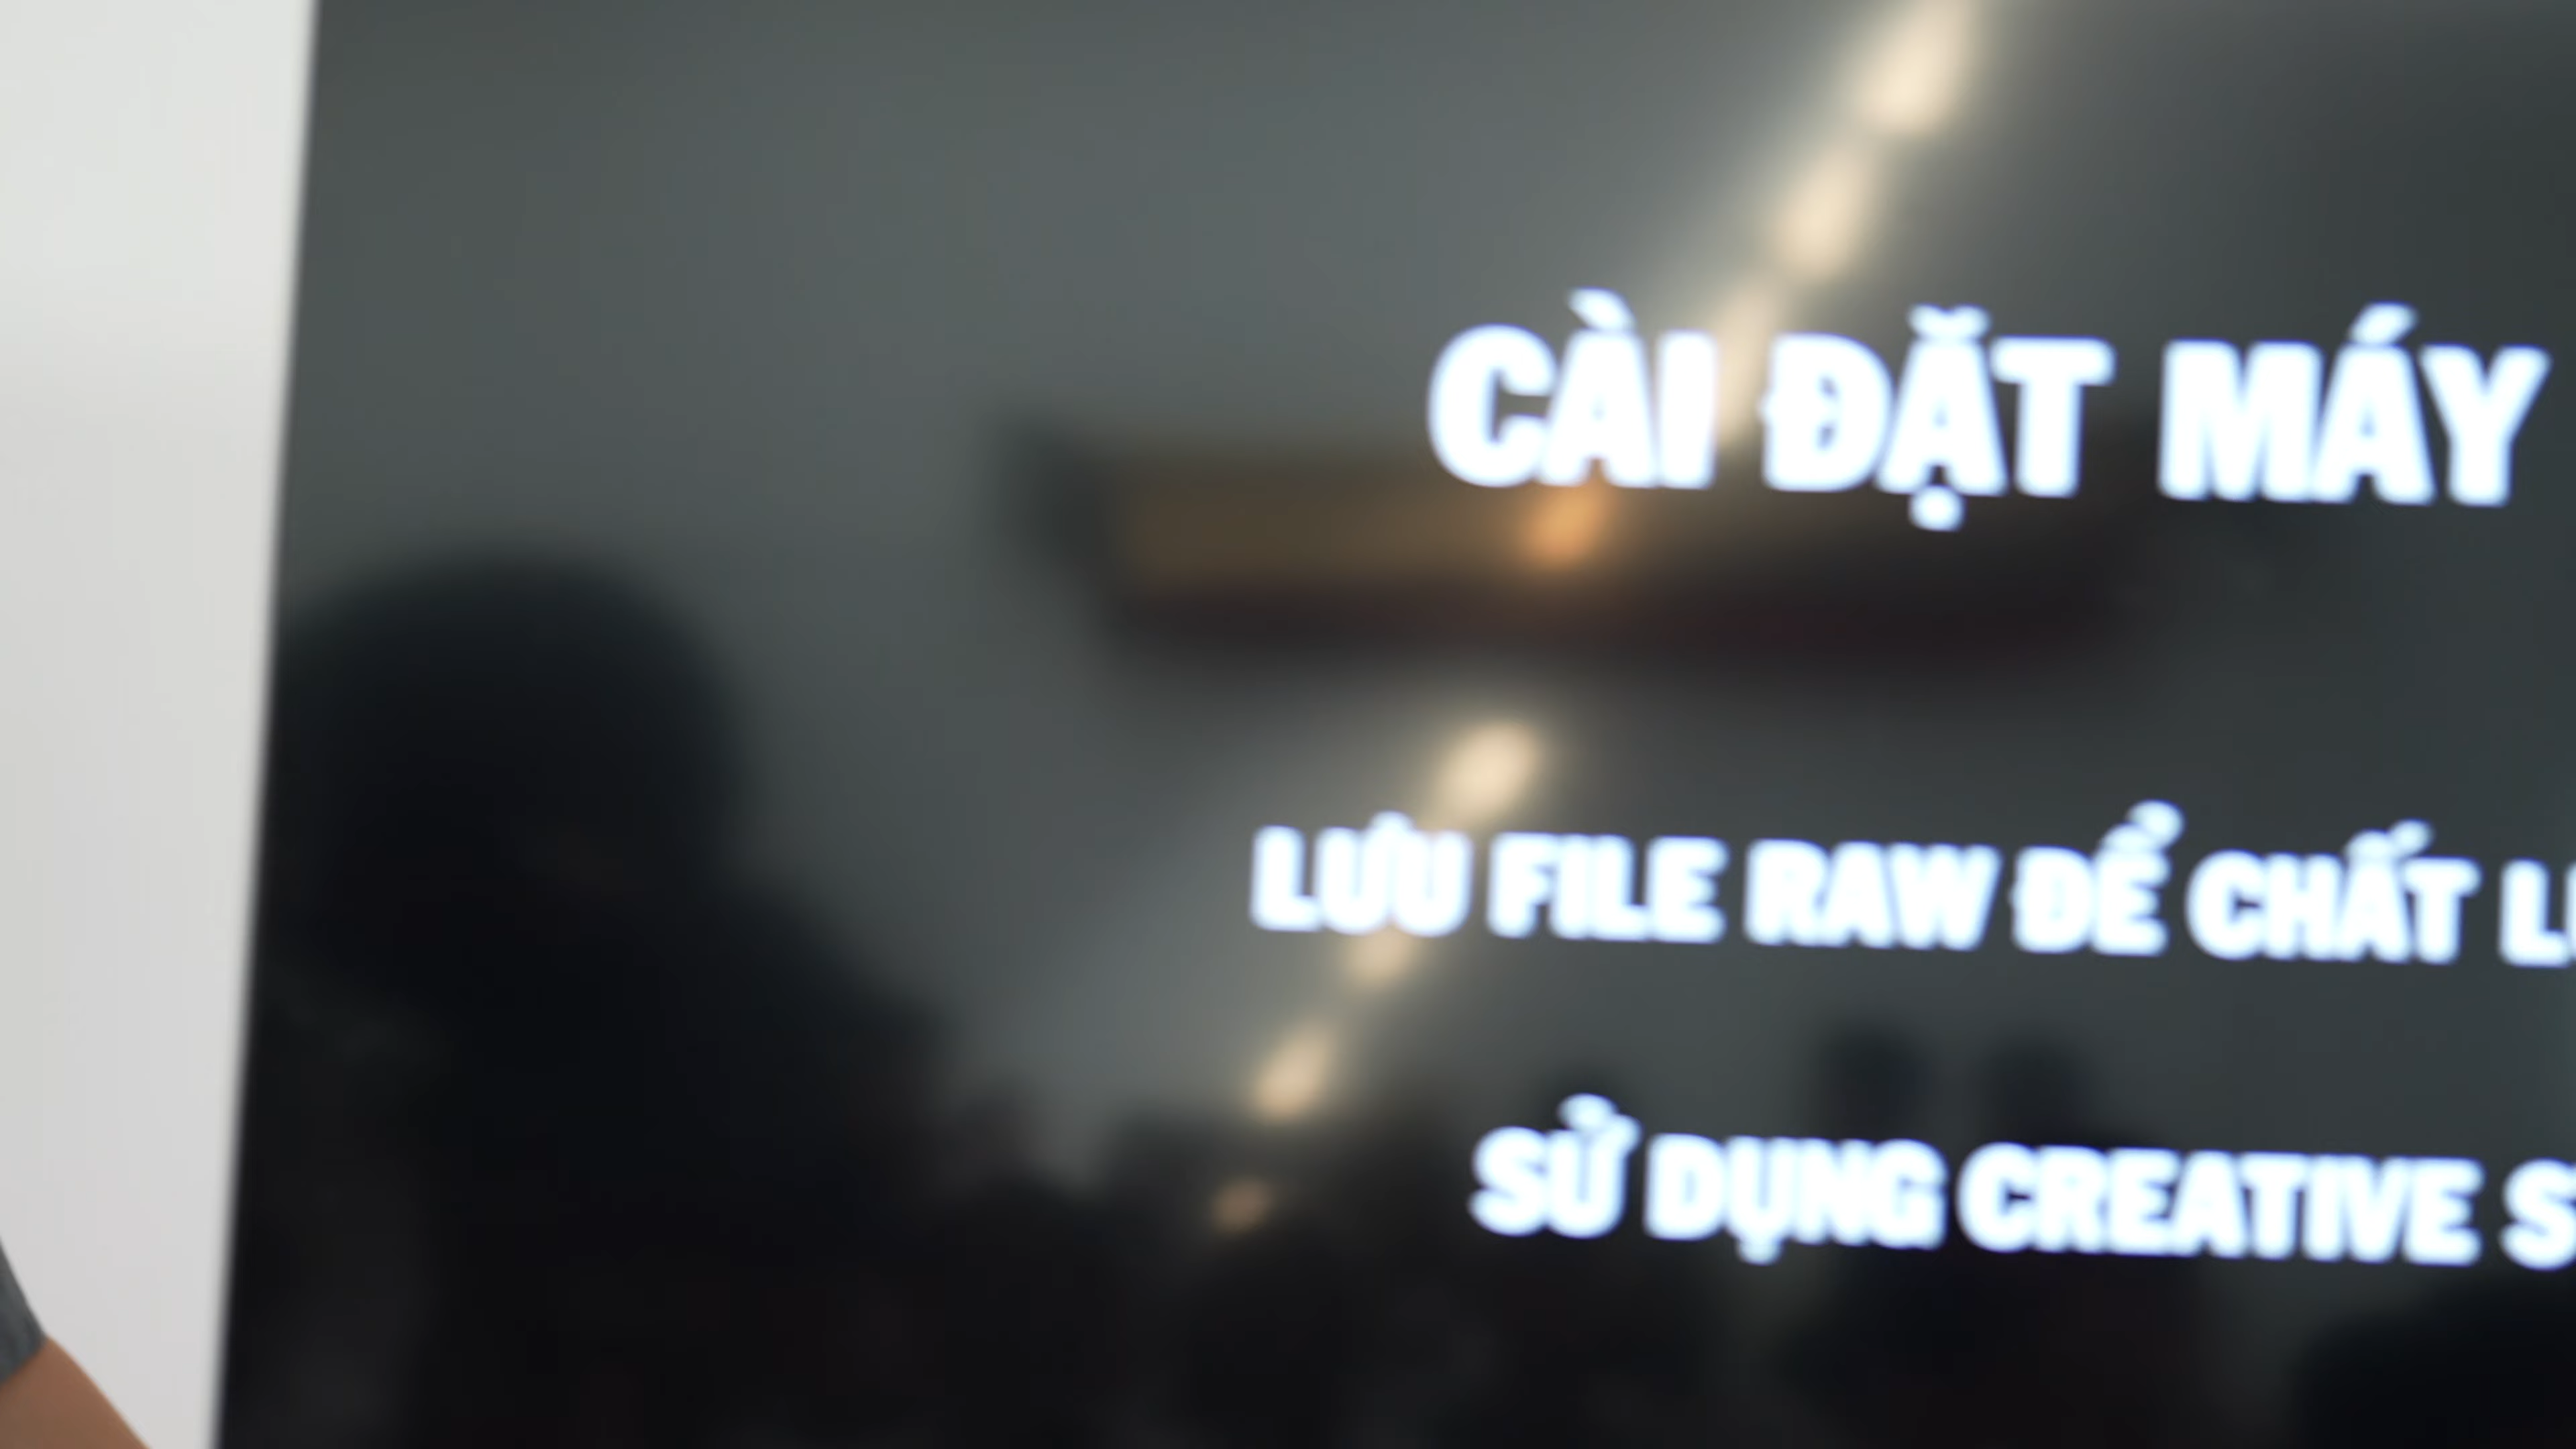 CÀI ĐẶT MÁY
LƯU FILE RAW ĐỂ CHẤT
SỬ DỤNG CREATIVE